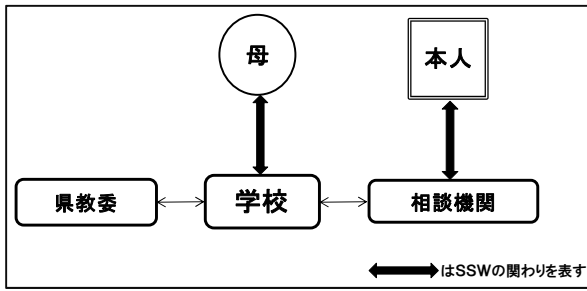 母
本人
県教委
学校
相談機関
はSSWの関わりを表す